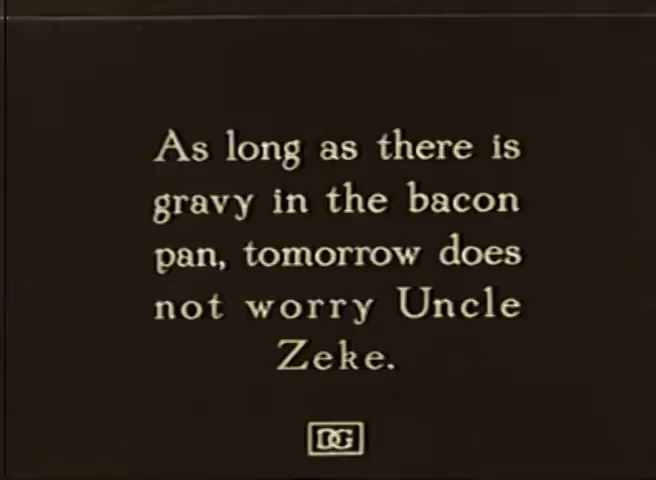 As long as there is
gravy in the bacon
pan, tomorrow does
not worry Uncle
Zeke.
DG